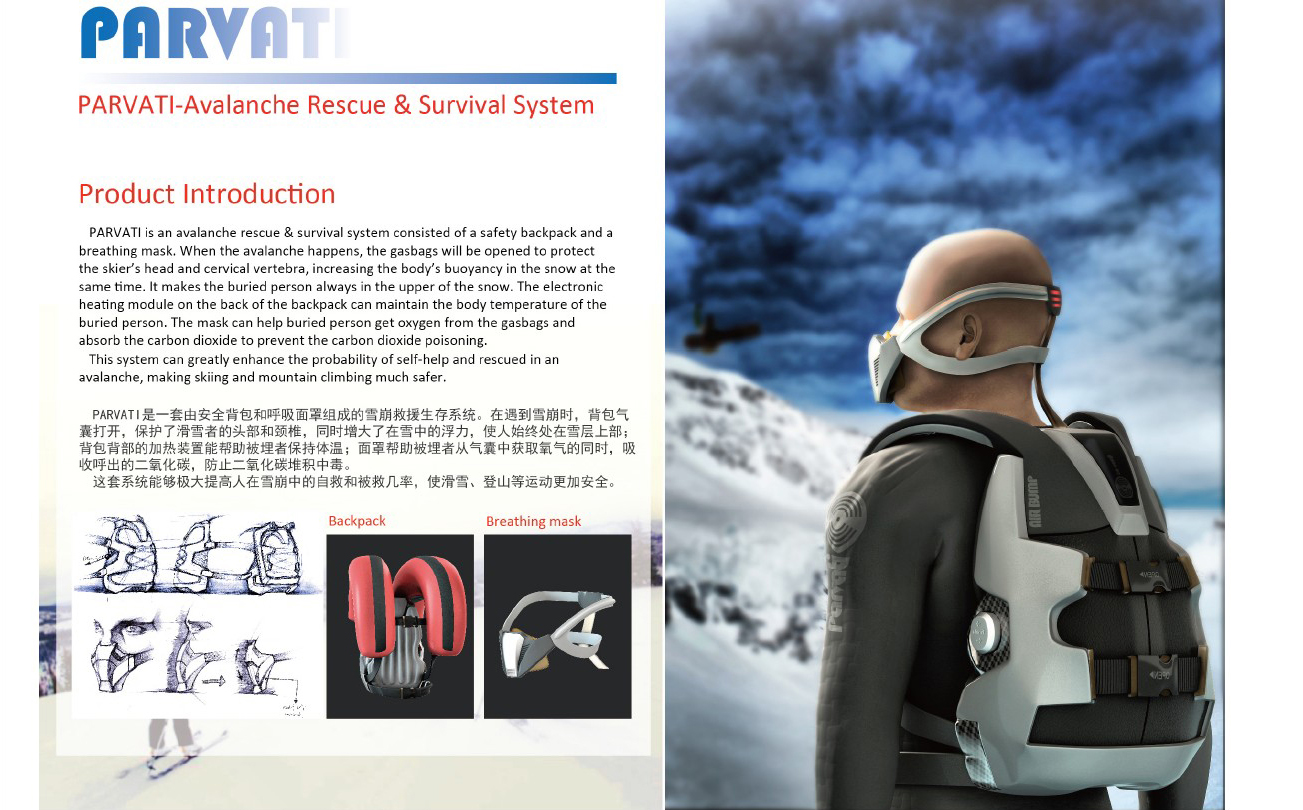 PARVATI
PARVATI-Avalanche Rescue & Survival System
Product Introduction
PARVATI is an avalanche rescue & survival system consisted of a safety backpack and a
breathing mask. When the avalanche happens, the gasbags will be opened to protect
the skier's head and cervical vertebra, increasing the body's buoyancy in the snow at the
same time. It makes the buried person always in the upper of the snow. The electronic
heating module on the back of the backpack can maintain the body temperature of the
buried person. The mask can help buried person get oxygen from the gasbags and
absorb the carbon dioxide to prevent the carbon dioxide poisoning.
This system can greatly enhance the probability of self-help and rescued in an
avalanche, making skiing and mountain climbing much safer.
PARVATI是一套由安全背包和呼吸面罩组成的雪崩救援生存系统。在遇到雪崩时，背包气
囊打开，保护了滑雪者的头部和颈椎，同时增大了在雪中的浮力，使人始终处在雪层上部；
背包背部的加热装置能帮助被埋者保持体温；面罩帮助被埋者从气囊中获取氧气的同时，吸
收呼出的二氧化碳，防止二氧化碳堆积中毒。
这套系统能够极大提高人在雪崩中的自救和被救几率，使滑雪、登山等运动更加安全。
Backpack
Breathing mask
AIR BUMP